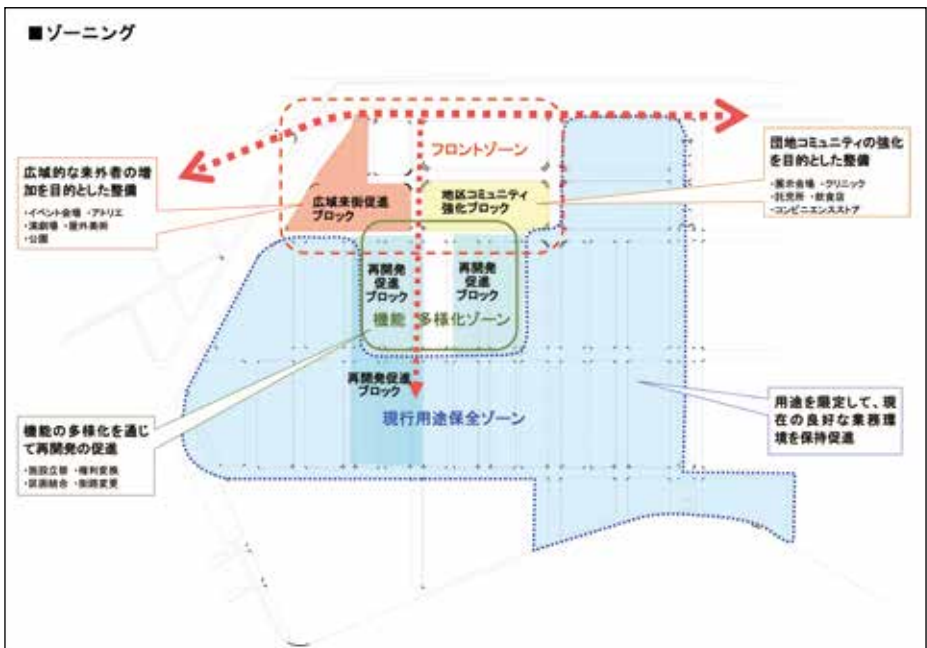 ■ゾーニング
広域的な来外者の増
加を目的とした整備
・イベント会場 ・アトリエ
・演劇場 ・屋外美術
・公園
フロントゾーン
広域来街促進
ブロック
地区コミュニティ
強化ブロック
団地コミュニティの強化
を目的とした整備
・展示会場 ・クリニック
・託児所 ・飲食店
・コンビニエンスストア
再開発
促進
ブロック
再開発
促進
ブロック
機能 多様化ゾーン
再開発促進
ブロック
現行用途保全ゾーン
機能の多様化を通じ
て再開発の促進
・施設立替 ・権利変換
・区画統合 ・街路変更
用途を限定して、現
在の良好な業務環
境を保持促進